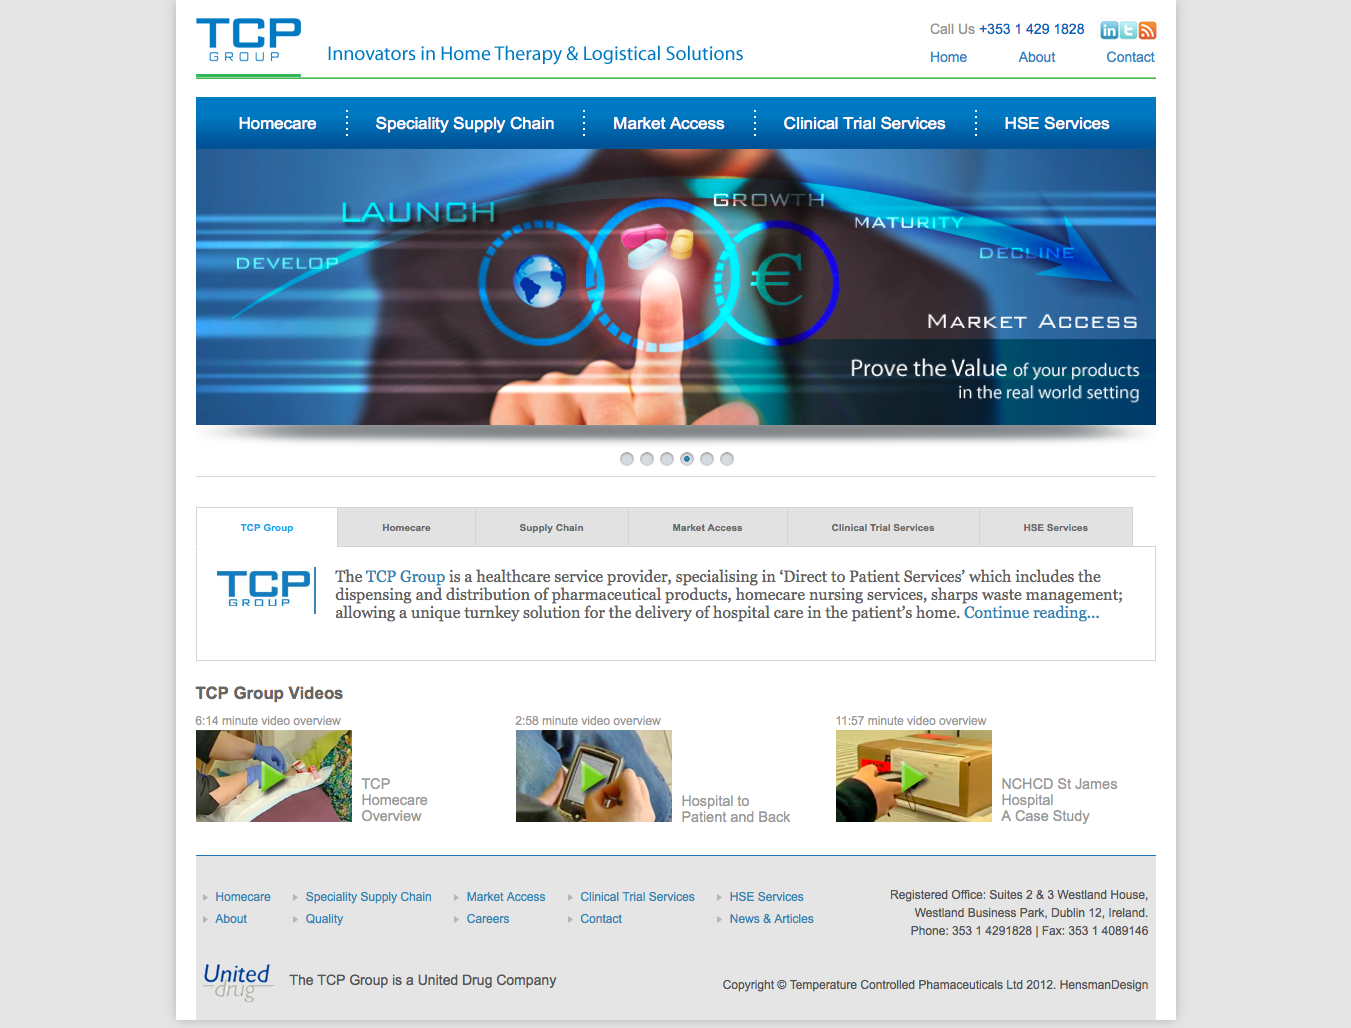 TCP
GROUP
Innovators in Home Therapy & Logistical Solutions
Call Us +353 1 429 1828
Home About Contact
Homecare Speciality Supply Chain Market Access Clinical Trial Services HSE Services
DEVELOP
LAUNCH
GROWTH
MATURITY
DECLINE
€
MARKET ACCESS
Prove the Value of your products
in the real world setting
TCP Group Homecare Supply Chain Market Access Clinical Trial Services HSE Services
TCP
GROUP
The TCP Group is a healthcare service provider, specialising in ‘Direct to Patient Services’ which includes the
dispensing and distribution of pharmaceutical products, homecare nursing services, sharps waste management;
allowing a unique turnkey solution for the delivery of hospital care in the patient’s home. Continue reading...
TCP Group Videos
6:14 minute video overview
TCP
Homecare
Overview
2:58 minute video overview
Hospital to
Patient and Back
11:57 minute video overview
NCHCD St James
Hospital
A Case Study
Homecare Speciality Supply Chain Market Access Clinical Trial Services HSE Services
About Quality Careers Contact News & Articles
Registered Office: Suites 2 & 3 Westland House,
Westland Business Park, Dublin 12, Ireland.
Phone: 353 1 4291828 | Fax: 353 1 4089146
United
drug
The TCP Group is a United Drug Company
Copyright © Temperature Controlled Phamaceuticals Ltd 2012. HensmanDesign